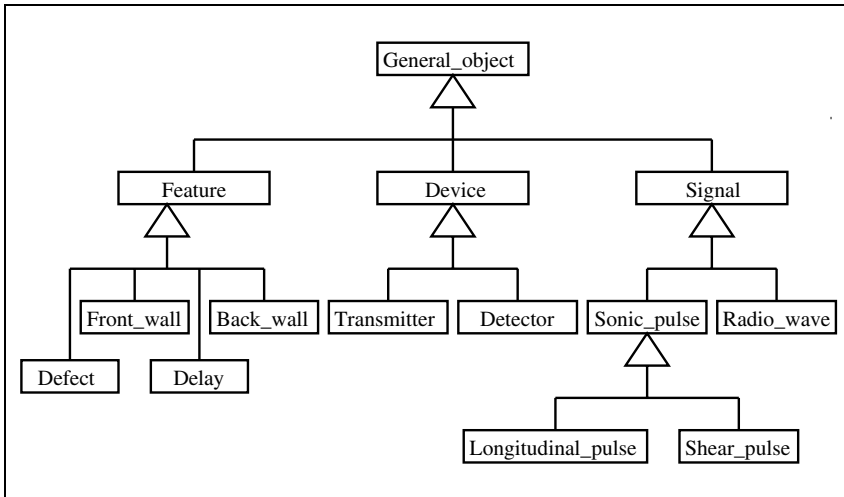 General_object
Feature
Device
Signal
Front_wall
Back_wall
Transmitter
Detector
Sonic_pulse
Radio_wave
Defect
Delay
Longitudinal_pulse
Shear_pulse